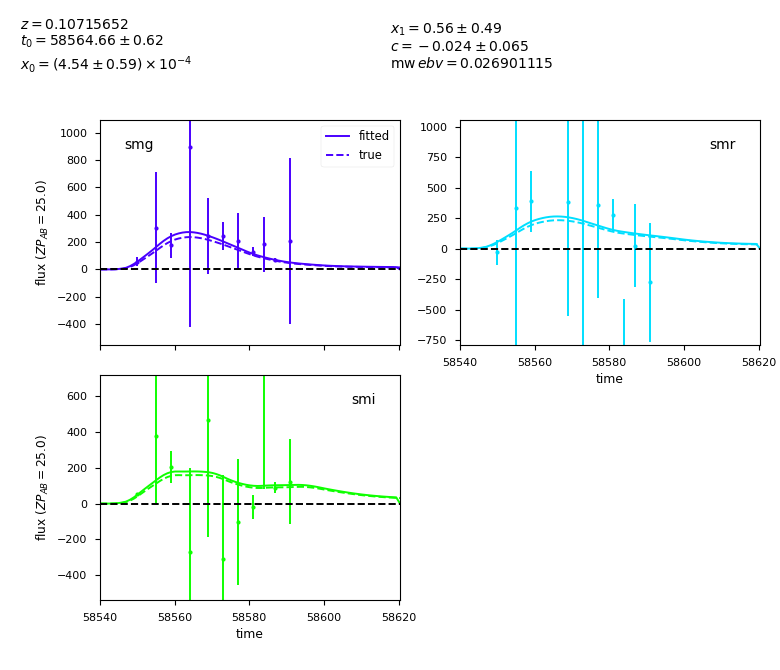 z = 0.10715652
t₀ = 58564.66 ± 0.62
x₀ = (4.54 ± 0.59) × 10⁻⁴
x₁ = 0.56 ± 0.49
c = −0.024 ± 0.065
mw ebv = 0.026901115
smg
fitted
true
1000
800
600
400
200
0
−200
−400
flux (ZP_AB = 25.0)
smr
1000
750
500
250
0
−250
−500
−750
58540 58560 58580 58600 58620
time
smi
600
400
200
0
−200
−400
flux (ZP_AB = 25.0)
58540 58560 58580 58600 58620
time